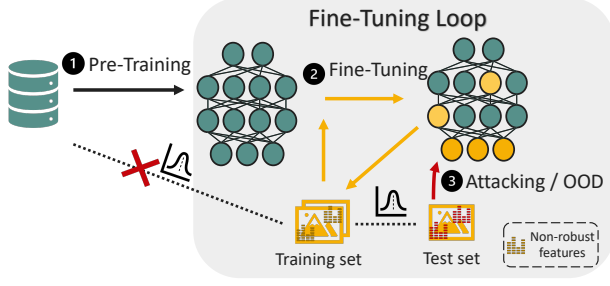 Fine-Tuning Loop
1 Pre-Training
2 Fine-Tuning
3 Attacking / OOD
Training set
Test set
Non-robust
features